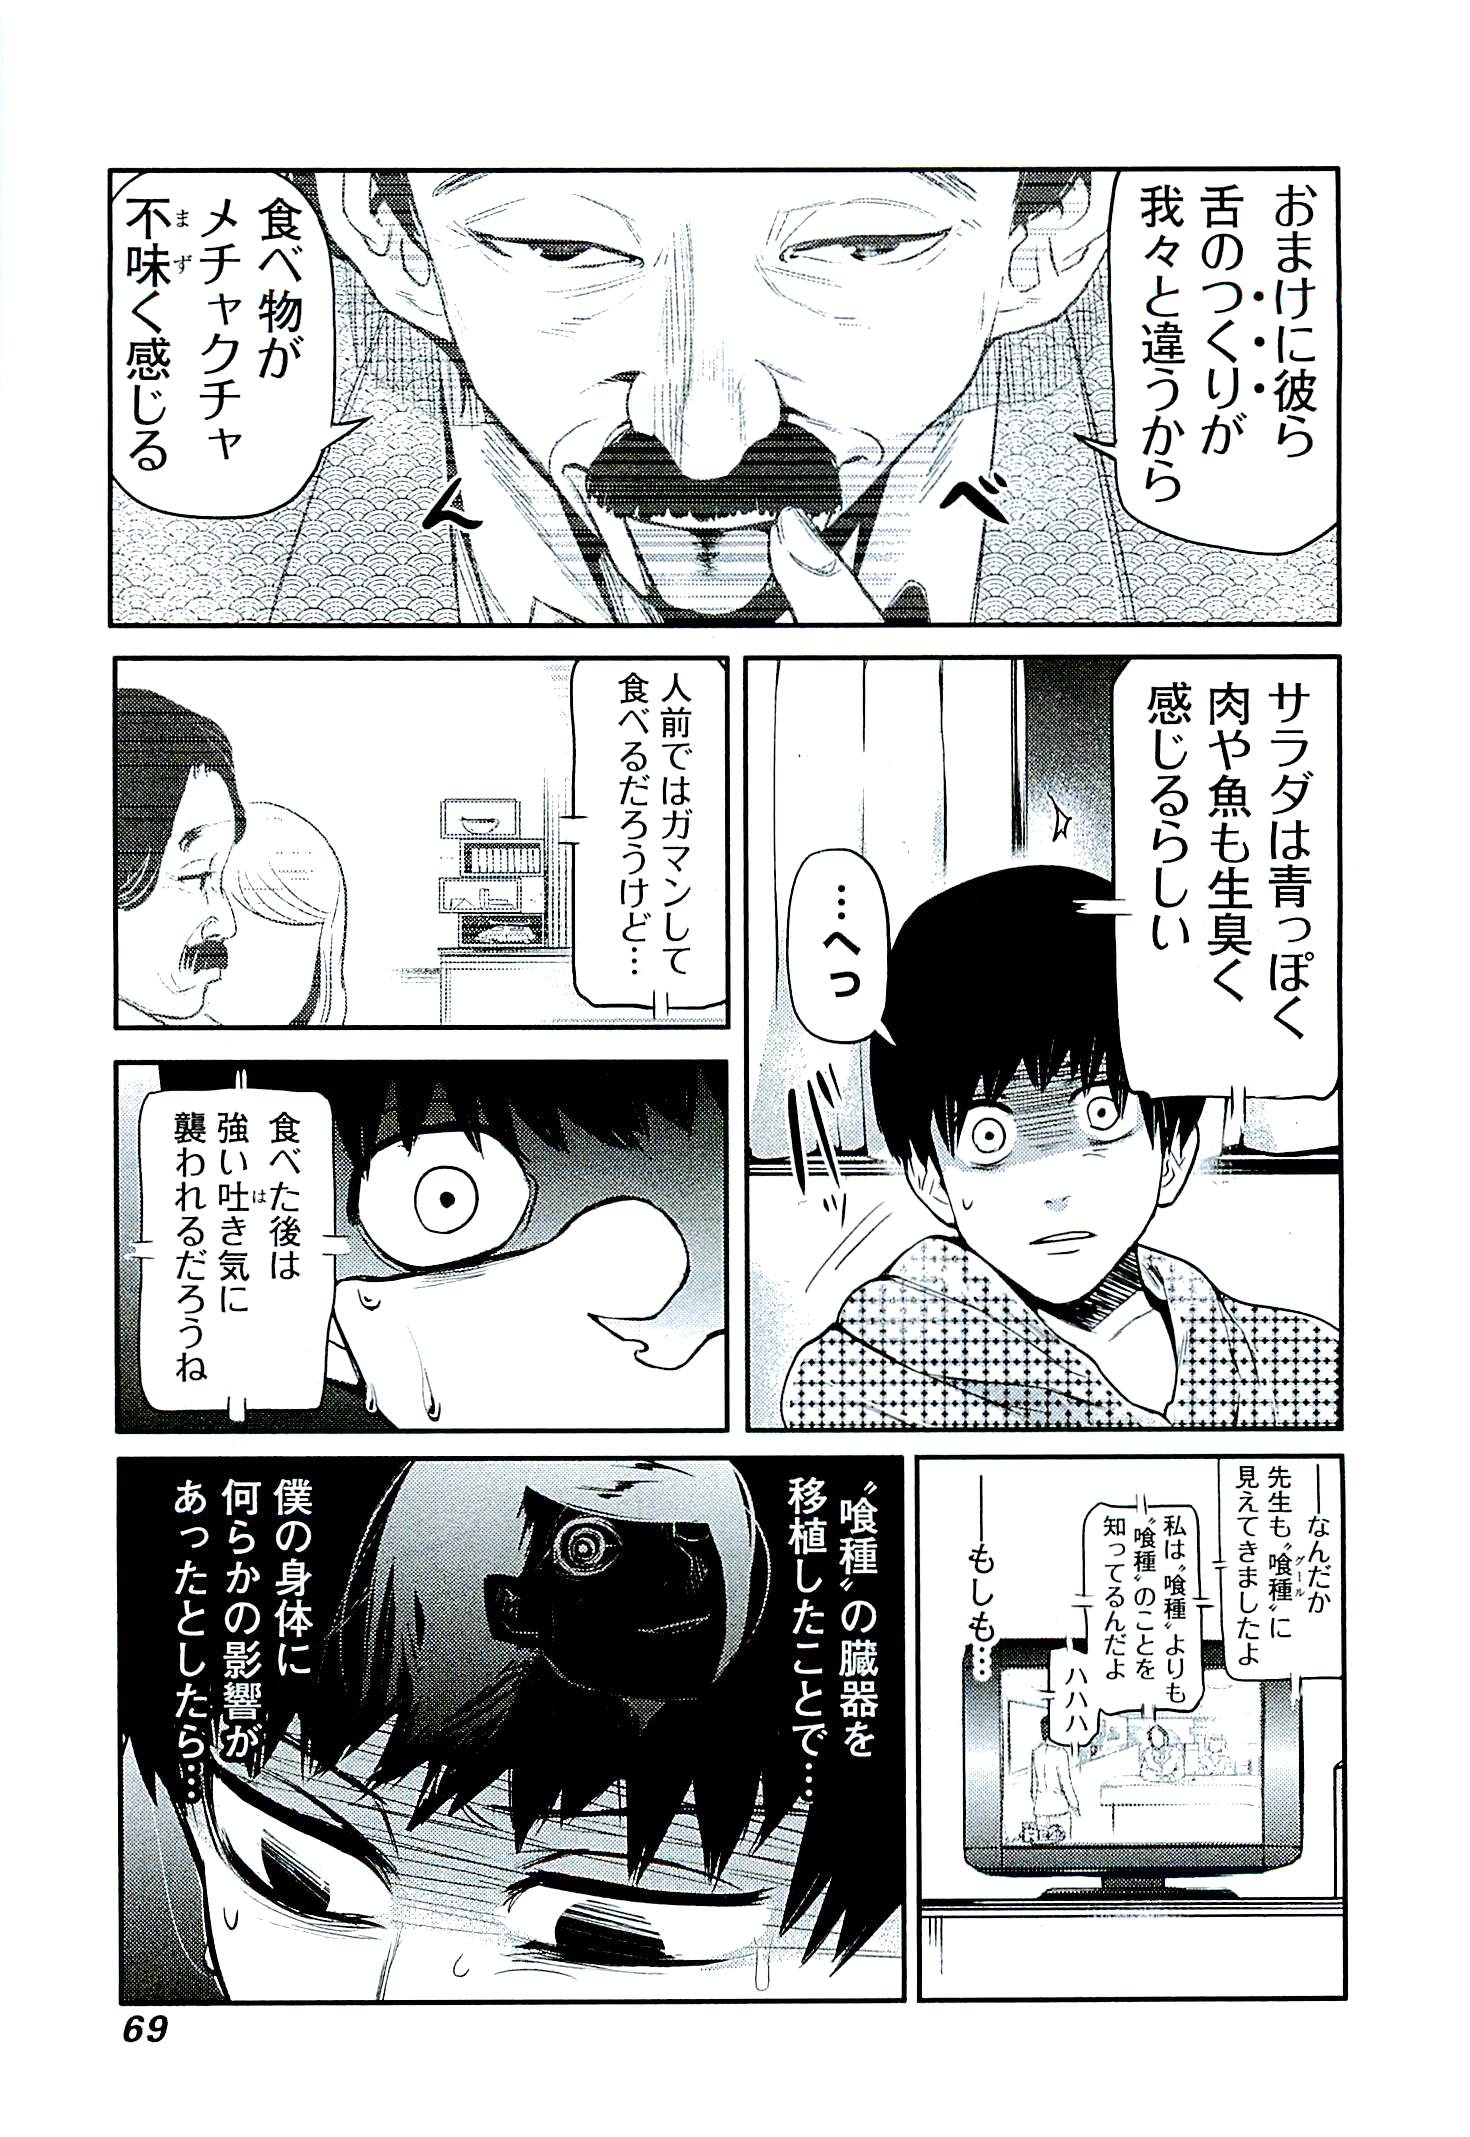 おまけに彼ら
舌のつくりが
我々と違うから
べ
ん
食べ物が
メチャクチャ
不味く感じる
まず
サラダは青っぽく
肉や魚も生臭く
感じるらしい
…へっ
人前ではガマンして
食べるだろうけど…
食べた後は
強い吐き気に
は
襲われるだろうね
──なんだか
先生も〝喰種〟に
グール
見えてきましたよ
私は〝喰種〟よりも
〝喰種〟のことを
知ってるんだよ
ハハハ
──もしも…
〝喰種〟の臓器を
移植したことで…
僕の身体に
何らかの影響が
あったとしたら…
69